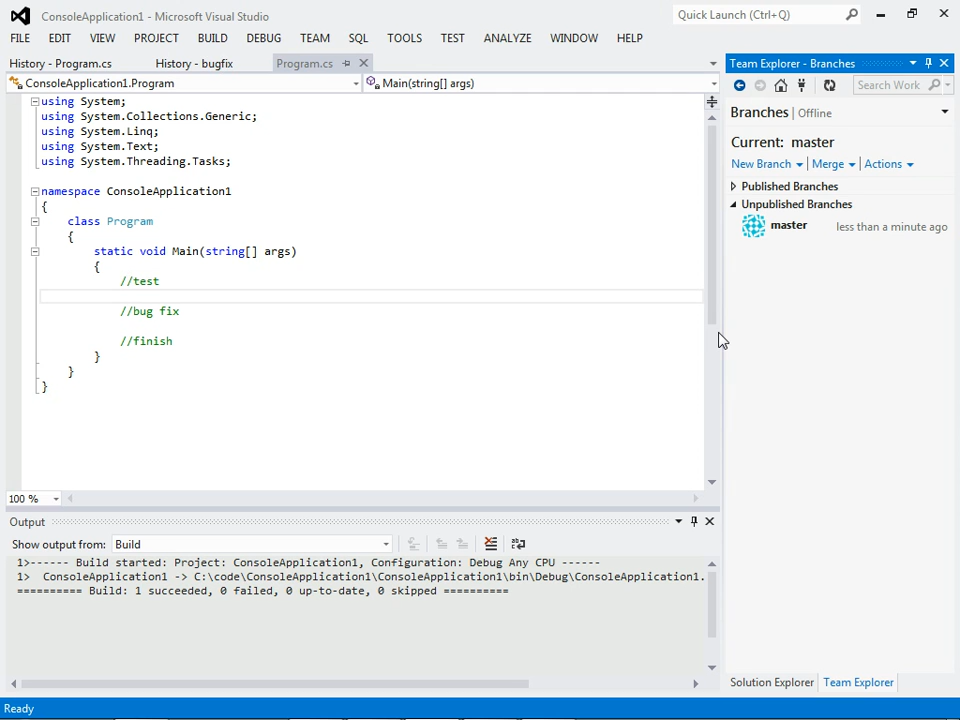 ConsoleApplication1 - Microsoft Visual Studio
Quick Launch (Ctrl+Q)
FILE EDIT VIEW PROJECT BUILD DEBUG TEAM SQL TOOLS TEST ANALYZE WINDOW HELP
History - Program.cs History - bugfix Program.cs
ConsoleApplication1.Program Main(string[] args)
using System;
using System.Collections.Generic;
using System.Linq;
using System.Text;
using System.Threading.Tasks;
namespace ConsoleApplication1
{
class Program
{
static void Main(string[] args)
{
//test
//bug fix
//finish
}
}
}
100 %
Team Explorer - Branches
Search Work
Branches | Offline
Current: master
New Branch Merge Actions
Published Branches
Unpublished Branches
master less than a minute ago
Output
Show output from: Build
1>------ Build started: Project: ConsoleApplication1, Configuration: Debug Any CPU ------
1> ConsoleApplication1 -> C:\code\ConsoleApplication1\ConsoleApplication1\bin\Debug\ConsoleApplication1.
========== Build: 1 succeeded, 0 failed, 0 up-to-date, 0 skipped ==========
Solution Explorer Team Explorer
Ready